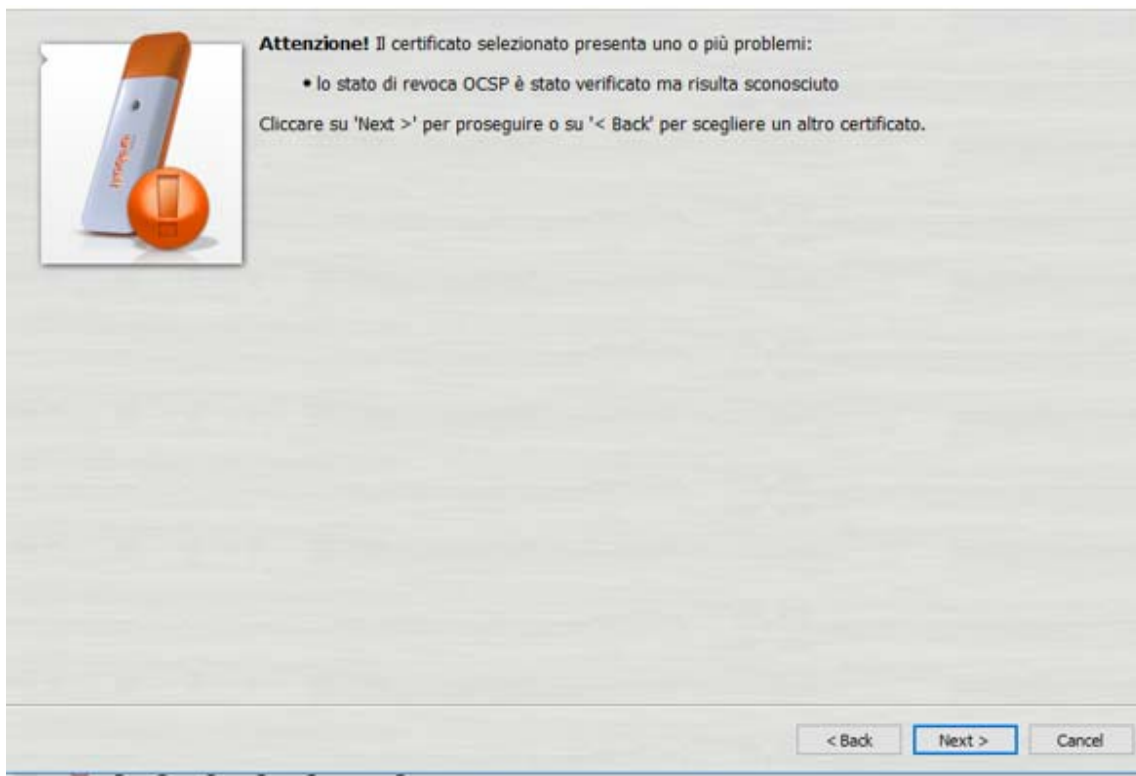 Attenzione! Il certificato selezionato presenta uno o più problemi:
• lo stato di revoca OCSP è stato verificato ma risulta sconosciuto
Cliccare su 'Next >' per proseguire o su '< Back' per scegliere un altro certificato.
< Back
Next >
Cancel